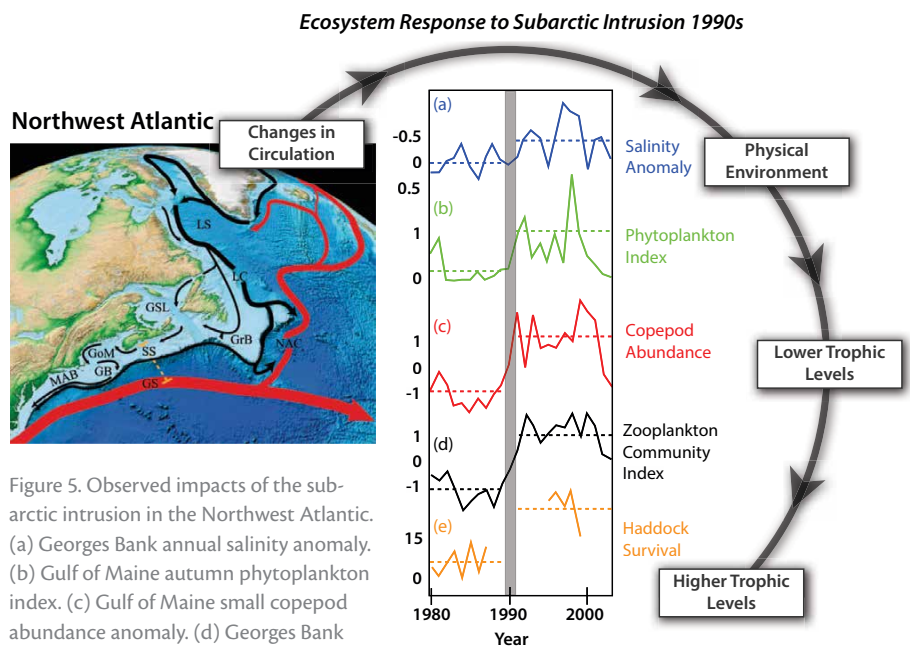 Ecosystem Response to Subarctic Intrusion 1990s
Northwest Atlantic
Changes in
Circulation
Physical
Environment
Lower Trophic
Levels
Higher Trophic
Levels
LS
LC
GSL
GrB
NAC
GoM
SS
MAB
GB
GS
(a)
-0.5
0
0.5
Salinity
Anomaly
(b)
1
0
Phytoplankton
Index
(c)
1
0
-1
Copepod
Abundance
(d)
1
0
-1
Zooplankton
Community
Index
(e)
15
0
Haddock
Survival
1980
1990
2000
Year
Figure 5. Observed impacts of the sub-
arctic intrusion in the Northwest Atlantic.
(a) Georges Bank annual salinity anomaly.
(b) Gulf of Maine autumn phytoplankton
index. (c) Gulf of Maine small copepod
abundance anomaly. (d) Georges Bank